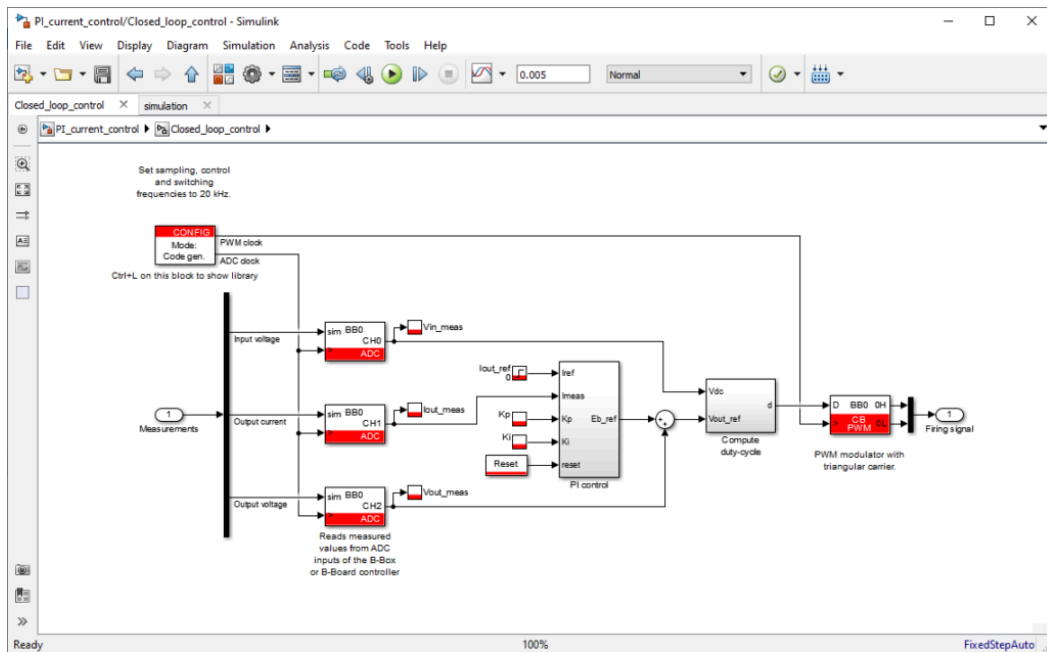 PI_current_control/Closed_loop_control - Simulink
File Edit View Display Diagram Simulation Analysis Code Tools Help
0.005 Normal
Closed_loop_control simulation
PI_current_control Closed_loop_control
Set sampling, control
and switching
frequencies to 20 kHz.
CONFIG
Mode:
Code gen.
PWM clock
ADC clock
Ctrl+L on this block to show library
1
Measurements
Input voltage
sim BB0
CH0
> ADC
Vin_meas
Output current
sim BB0
CH1
> ADC
Iout_meas
Output voltage
sim BB0
CH2
> ADC
Vout_meas
Reads measured
values from ADC
inputs of the B-Box
or B-Board controller
Iout_ref
0
Kp
Ki
Reset
Iref
Imeas
Kp Eb_ref
Ki
reset
PI control
++
Vdc
d
Vout_ref
Compute
duty-cycle
D BB0 0H
> CB 0L
PWM
PWM modulator with
triangular carrier.
1
Firing signal
Ready 100% FixedStepAuto